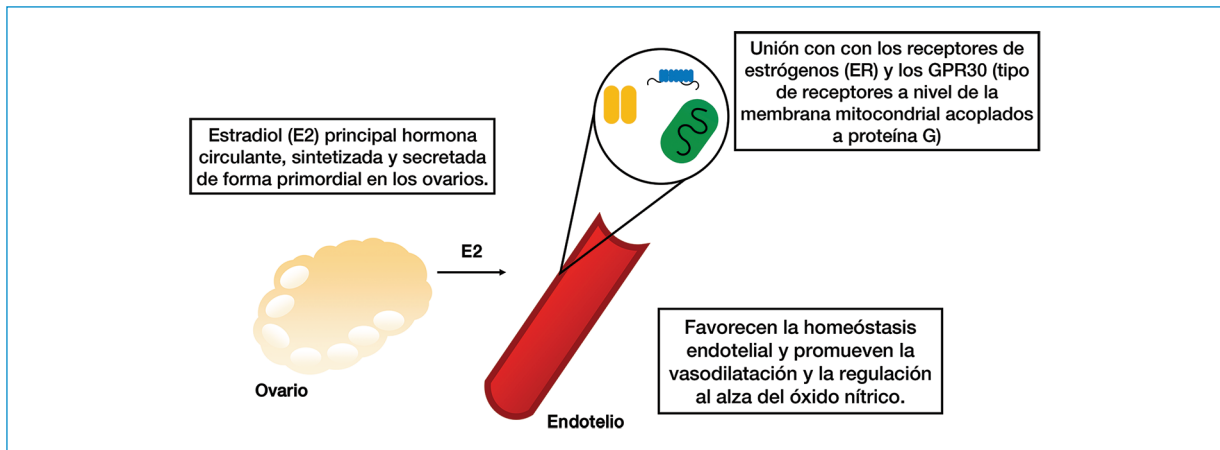 Unión con con los receptores de
estrógenos (ER) y los GPR30 (tipo
de receptores a nivel de la
membrana mitocondrial acoplados
a proteína G)
Estradiol (E2) principal hormona
circulante, sintetizada y secretada
de forma primordial en los ovarios.
E2
Favorecen la homeóstasis
endotelial y promueven la
vasodilatación y la regulación
al alza del óxido nítrico.
Ovario
Endotelio